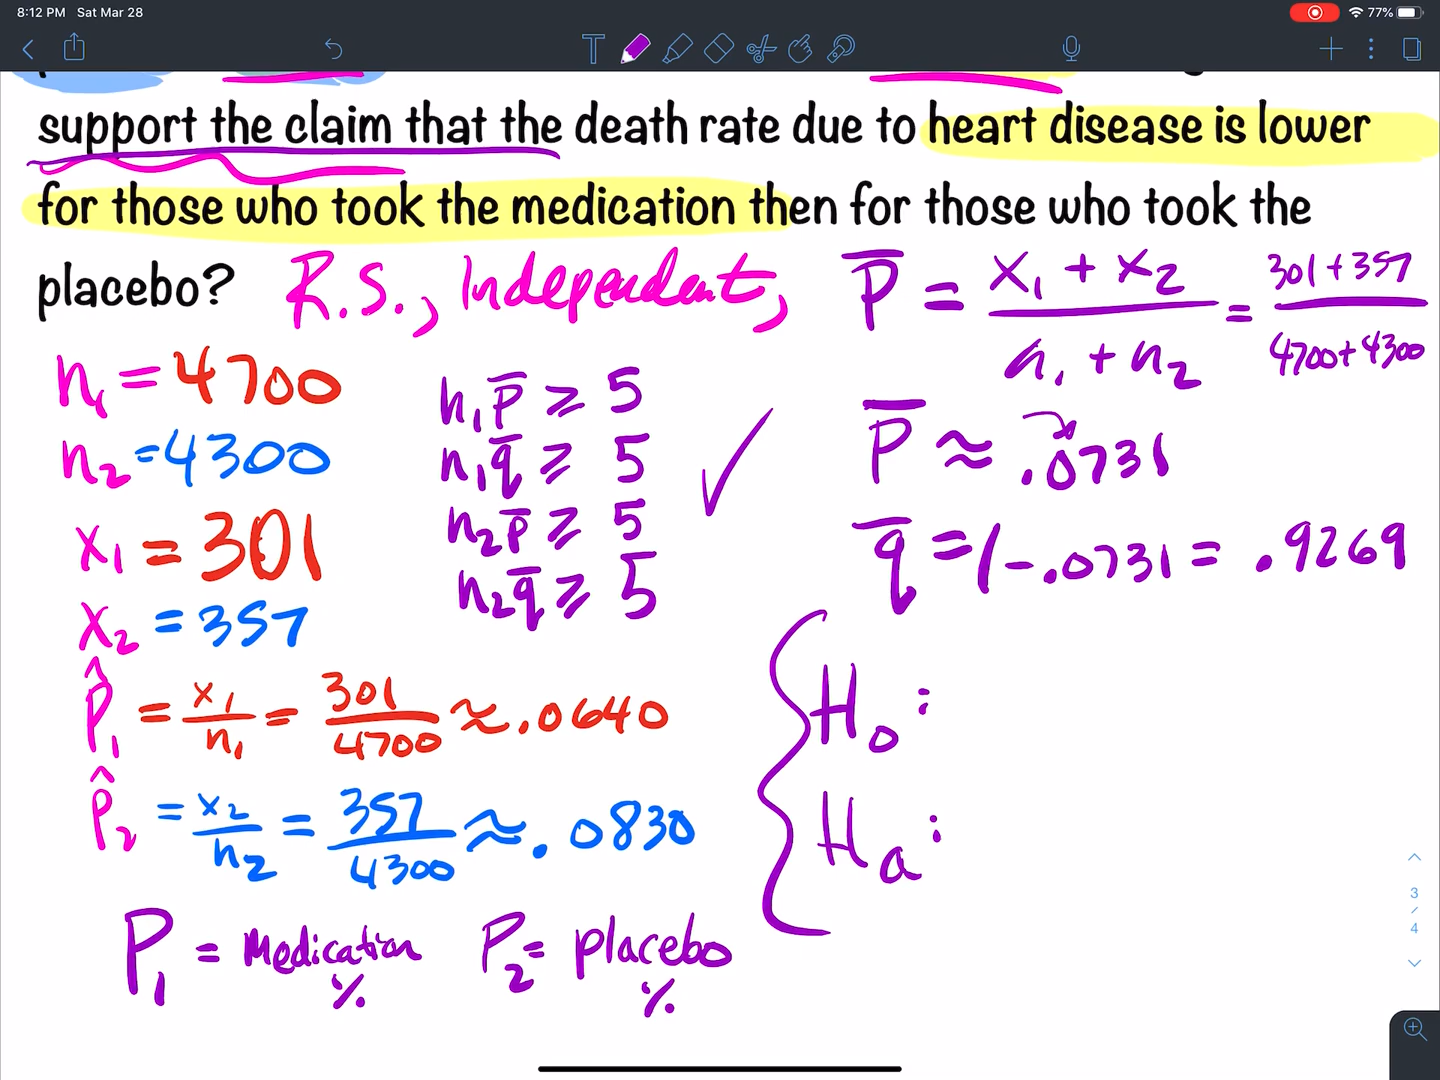 8:12 PM Sat Mar 28
77%
support the claim that the death rate due to heart disease is lower
for those who took the medication then for those who took the
placebo? R.S., Independent,
p̅ = x₁ + x₂ / n₁ + n₂ = 301 + 357 / 4700 + 4300
n₁ = 4700
n₂ = 4300
x₁ = 301
x₂ = 357
n₁p̅ ≥ 5
n₁q̅ ≥ 5
n₂p̅ ≥ 5
n₂q̅ ≥ 5
✓
p̅ ≈ .0731
q̅ = 1 - .0731 = .9269
p̂₁ = x₁/n₁ = 301/4700 ≈ .0640
p̂₂ = x₂/n₂ = 357/4300 ≈ .0830
H₀:
Hₐ:
P₁ = Medication %
P₂ = placebo %
3
/
4